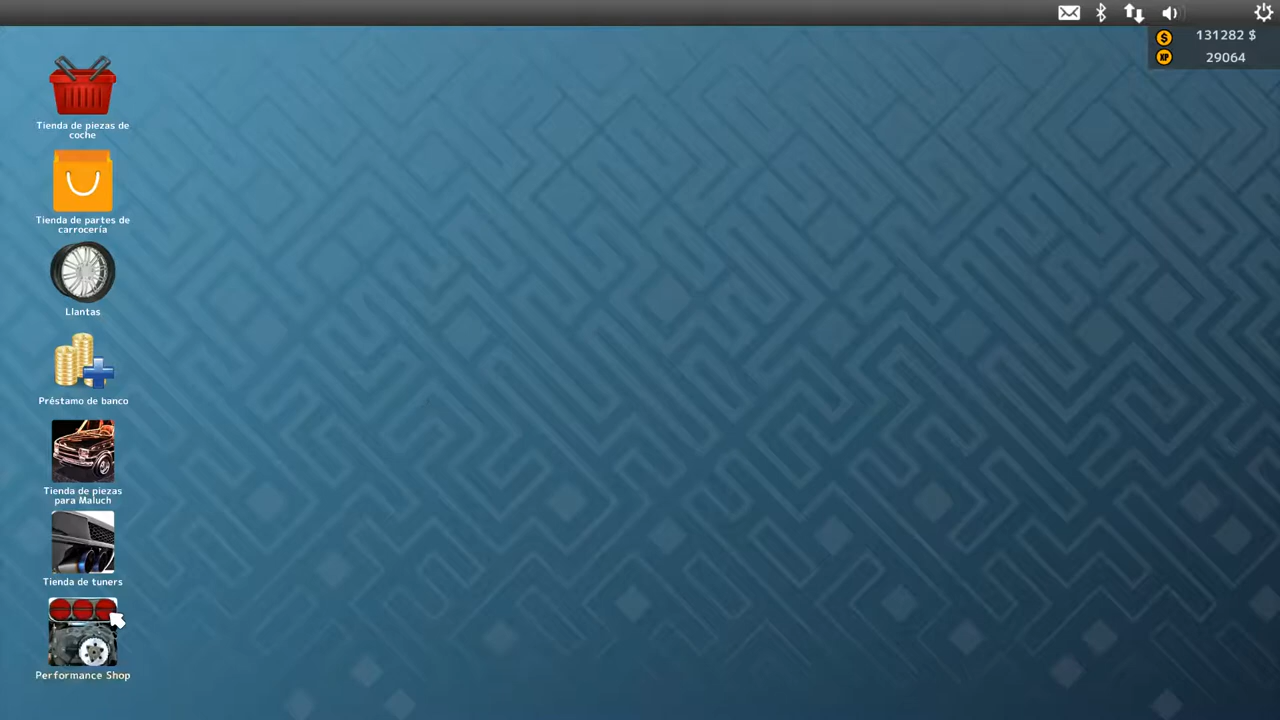 131282 $
XP 29064
Tienda de piezas de
coche
Tienda de partes de
carrocería
Llantas
Préstamo de banco
Tienda de piezas
para Maluch
Tienda de tuners
Performance Shop